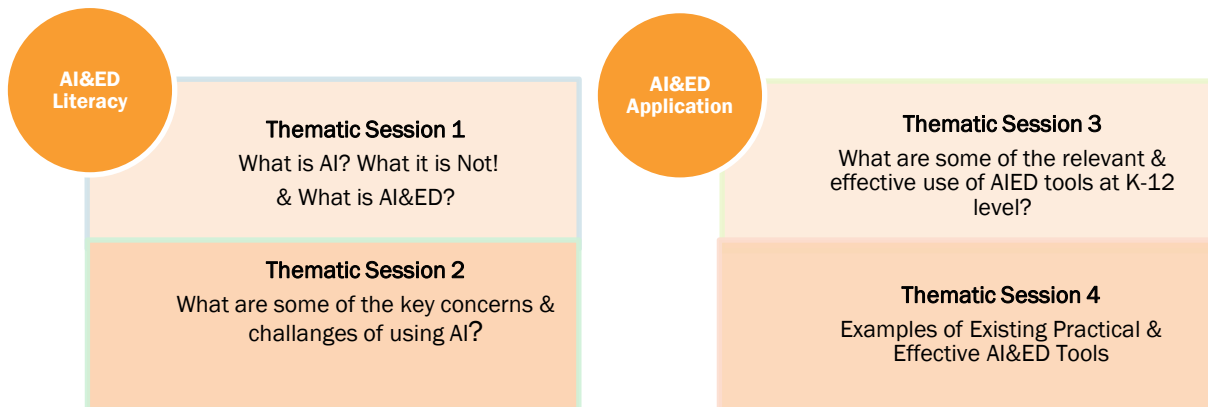 AI&ED
Literacy
Thematic Session 1
What is AI? What it is Not!
& What is AI&ED?
Thematic Session 2
What are some of the key concerns &
challanges of using AI?
AI&ED
Application
Thematic Session 3
What are some of the relevant &
effective use of AIED tools at K-12
level?
Thematic Session 4
Examples of Existing Practical &
Effective AI&ED Tools